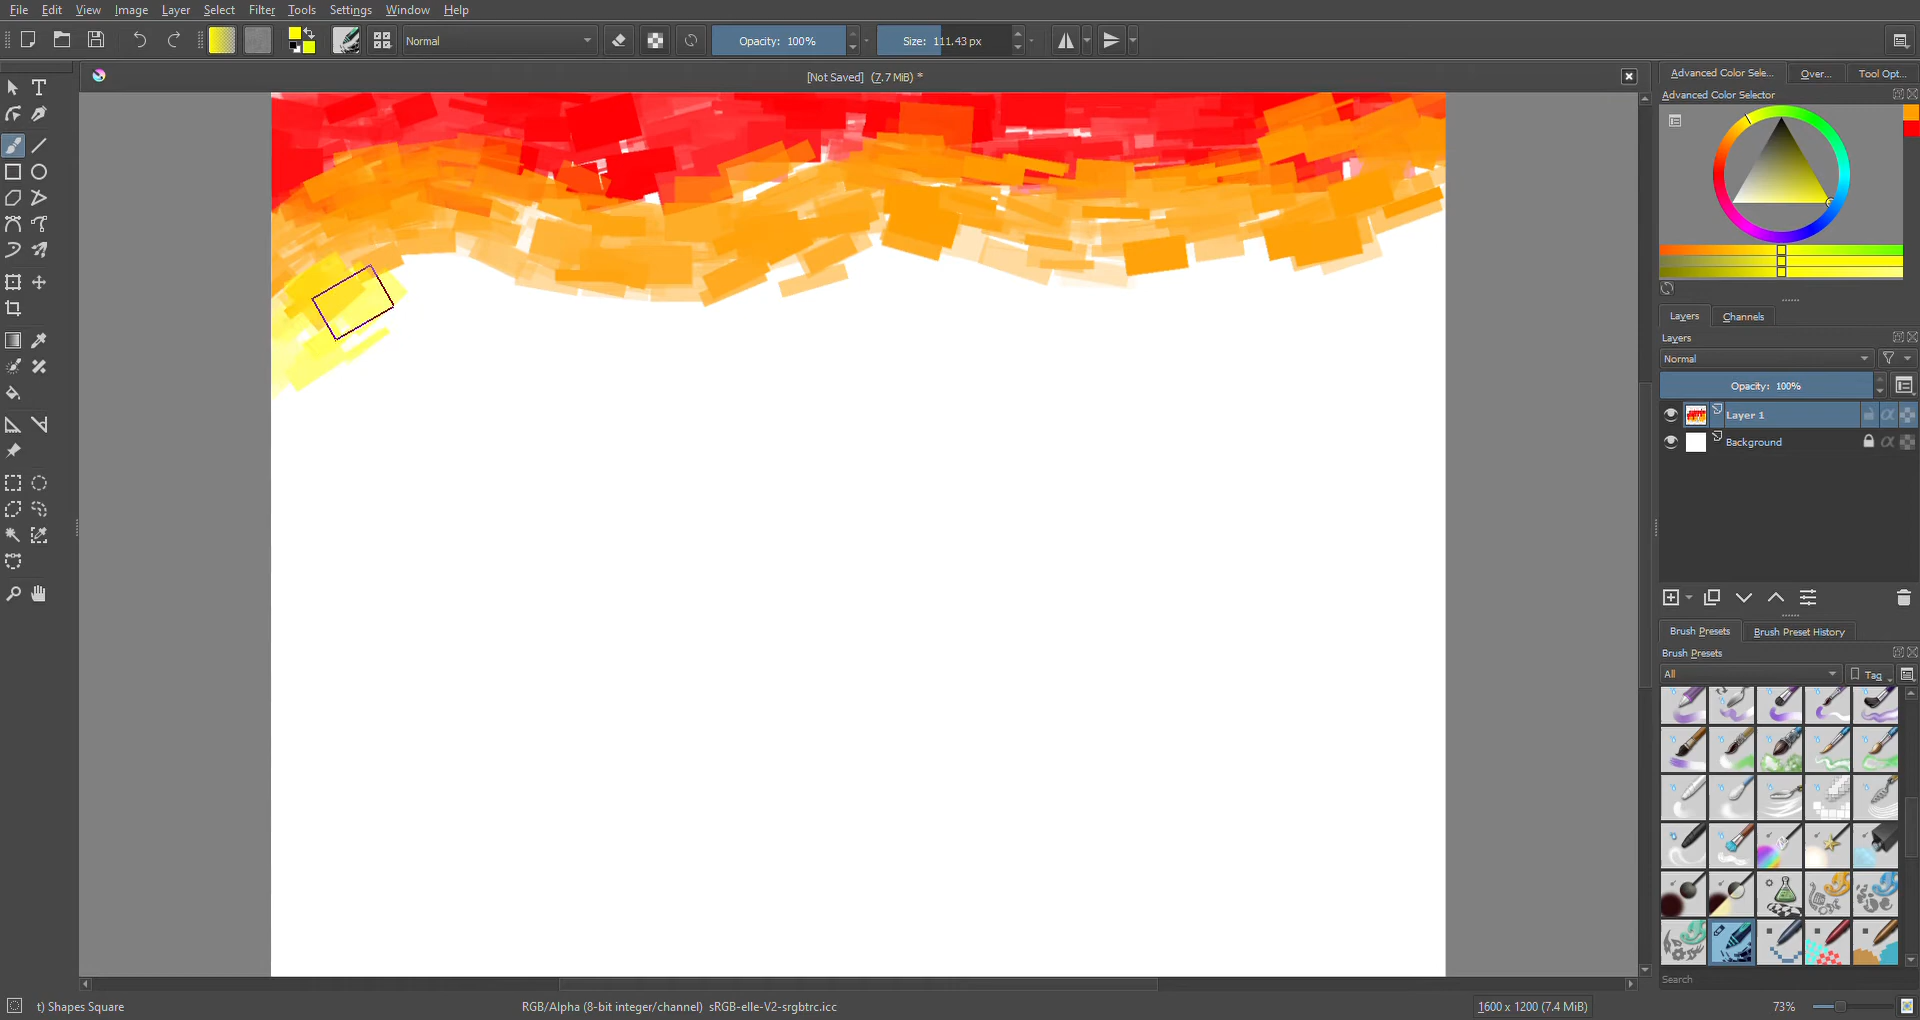 File Edit View Image Layer Select Filter Tools Settings Window Help
Normal Opacity: 100% Size: 111.43 px
[Not Saved] (7.7 MiB) *
Advanced Color Sele... Over... Tool Opt...
Advanced Color Selector
Layers Channels
Layers
Normal
Opacity: 100%
Layer 1
Background
Brush Presets Brush Preset History
Brush Presets
All Tag
Search
t) Shapes Square RGB/Alpha (8-bit integer/channel) sRGB-elle-V2-srgbtrc.icc 1600 x 1200 (7.4 MiB) 73%